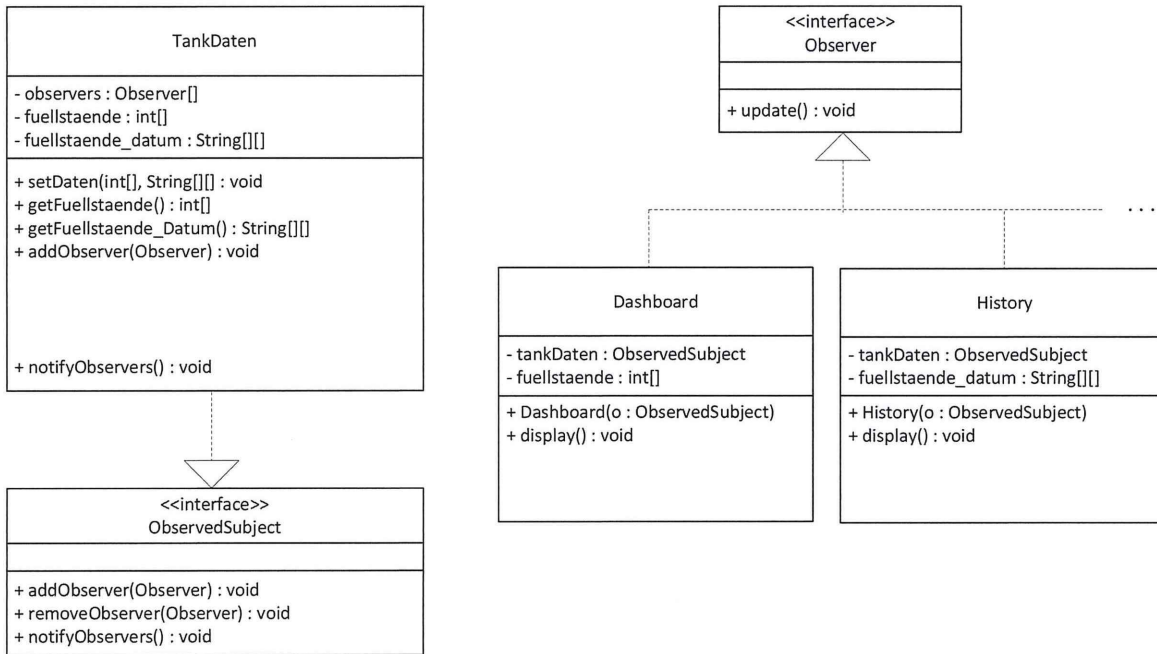 TankDaten
- observers : Observer[]
- fuellstaende : int[]
- fuellstaende_datum : String[][]
+ setDaten(int[], String[][] : void
+ getFuellstaende() : int[]
+ getFuellstaende_Datum() : String[][]
+ addObserver(Observer) : void
+ notifyObservers() : void
<<interface>>
ObservedSubject
+ addObserver(Observer) : void
+ removeObserver(Observer) : void
+ notifyObservers() : void
<<interface>>
Observer
+ update() : void
...
Dashboard
- tankDaten : ObservedSubject
- fuellstaende : int[]
+ Dashboard(o : ObservedSubject)
+ display() : void
History
- tankDaten : ObservedSubject
- fuellstaende_datum : String[][]
+ History(o : ObservedSubject)
+ display() : void